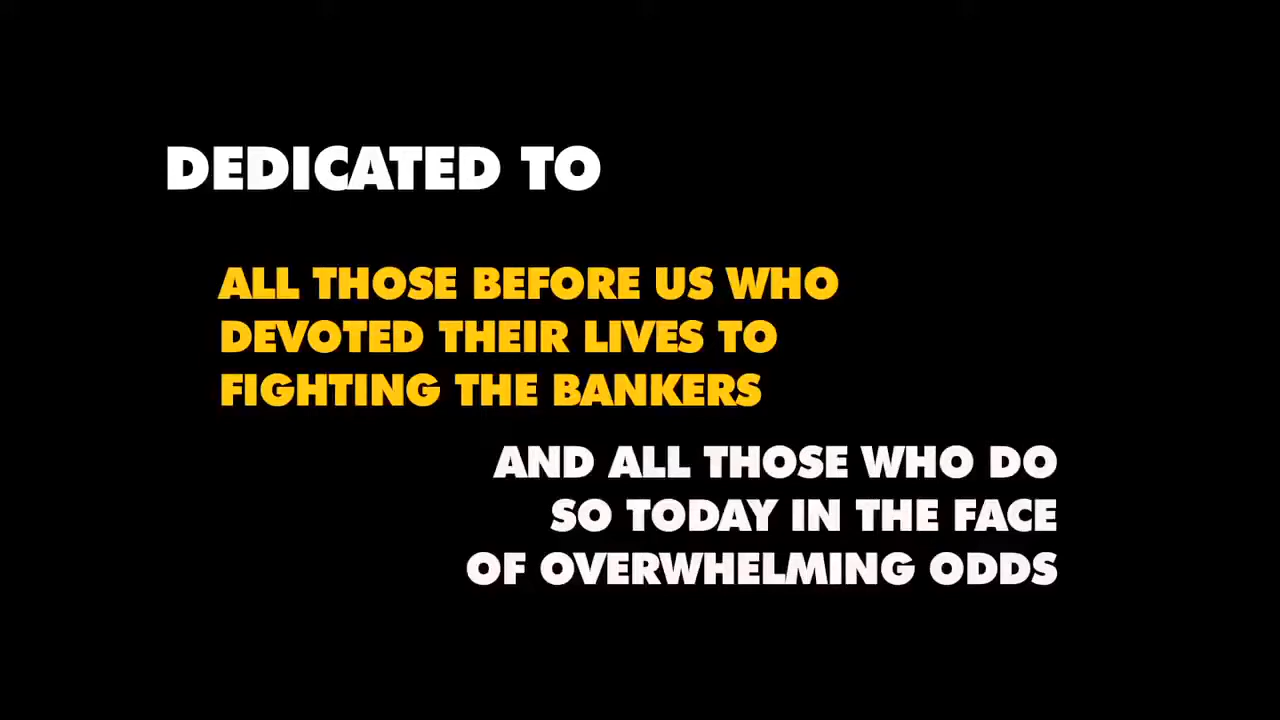 DEDICATED TO
ALL THOSE BEFORE US WHO
DEVOTED THEIR LIVES TO
FIGHTING THE BANKERS
AND ALL THOSE WHO DO
SO TODAY IN THE FACE
OF OVERWHELMING ODDS